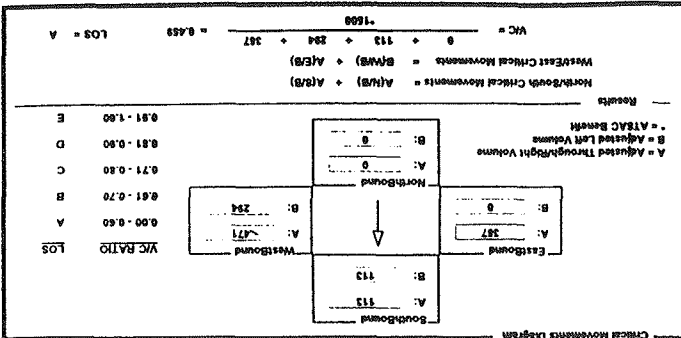 Critical Movements Diagram
SouthBound
A: 113
B: 113
EastBound
A: 387
B: 0
WestBound
A: 471
B: 294
NorthBound
A: 0
B: 0
V/C RATIO LOS
0.00 - 0.60 A
0.61 - 0.70 B
0.71 - 0.80 C
0.81 - 0.90 D
0.91 - 1.00 E
A = Adjusted Through/Right Volume
B = Adjusted Left Volume
* = ATSAC Benefit
Results
North/South Critical Movements = A(N/B) + A(S/B)
West/East Critical Movements = B(W/B) + A(E/B)
V/C = 0 + 113 + 294 + 387 = 0.459 LOS = A
*1500